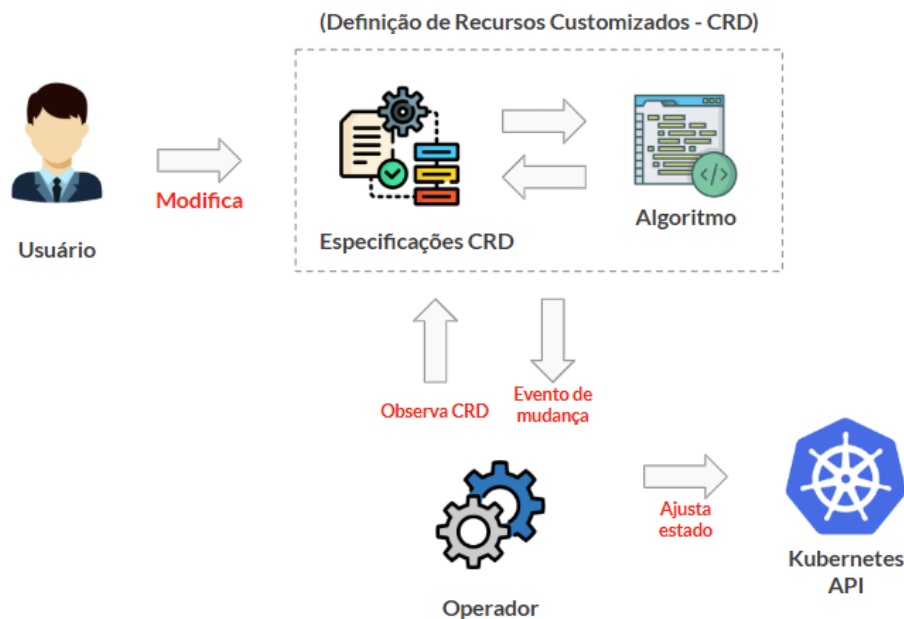 (Definição de Recursos Customizados - CRD)
Modifica
Usuário
Especificações CRD
</>
Algoritmo
Observa CRD
Evento de
mudança
Operador
Ajusta
estado
Kubernetes
API